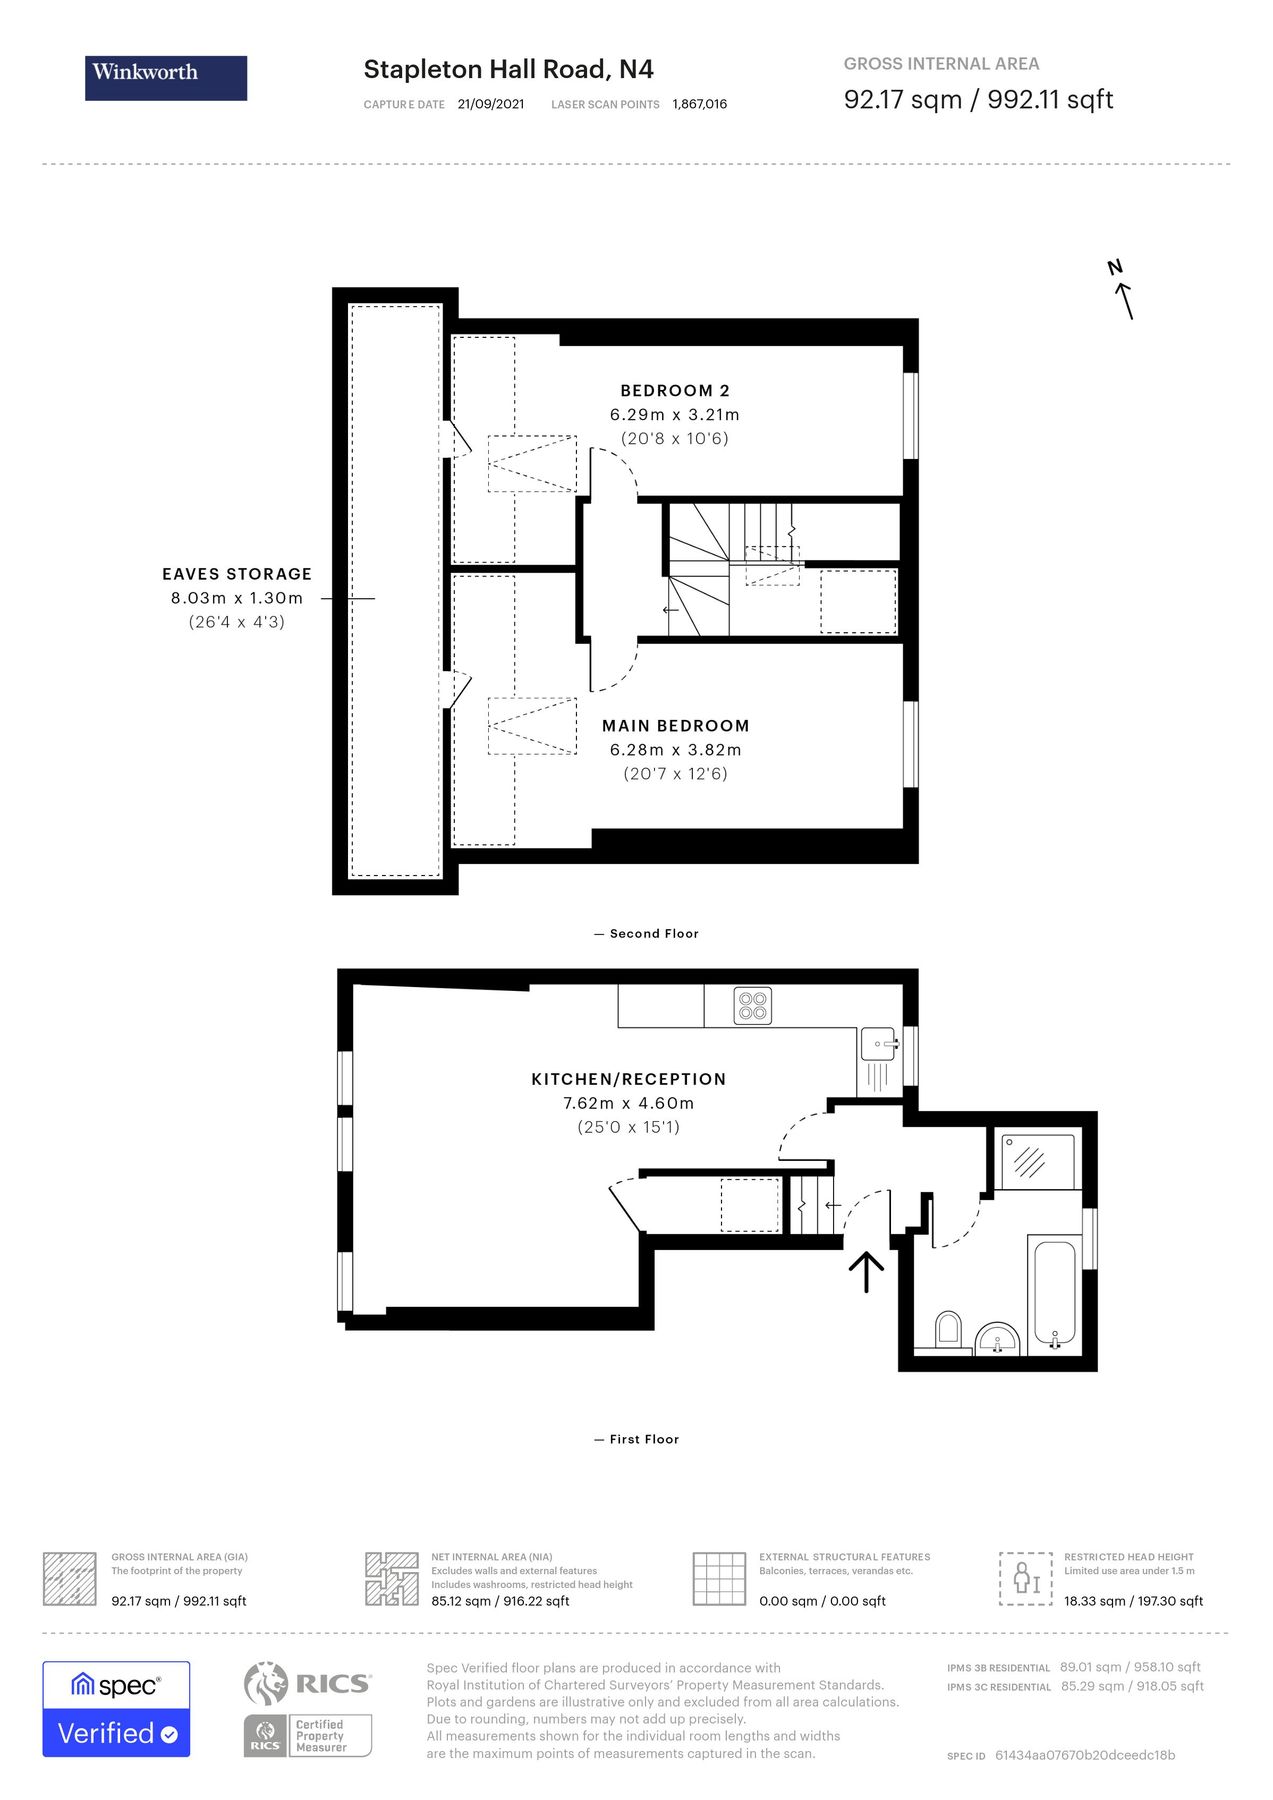 Winkworth
Stapleton Hall Road, N4
CAPTURE DATE 21/09/2021 LASER SCAN POINTS 1,867,016
GROSS INTERNAL AREA
92.17 sqm / 992.11 sqft
N
BEDROOM 2
6.29m x 3.21m
(20'8 x 10'6)
EAVES STORAGE
8.03m x 1.30m
(26'4 x 4'3)
MAIN BEDROOM
6.28m x 3.82m
(20'7 x 12'6)
— Second Floor
KITCHEN/RECEPTION
7.62m x 4.60m
(25'0 x 15'1)
— First Floor
GROSS INTERNAL AREA (GIA)
The footprint of the property
92.17 sqm / 992.11 sqft
NET INTERNAL AREA (NIA)
Excludes walls and external features
Includes washrooms, restricted head height
85.12 sqm / 916.22 sqft
EXTERNAL STRUCTURAL FEATURES
Balconies, terraces, verandas etc.
0.00 sqm / 0.00 sqft
RESTRICTED HEAD HEIGHT
Limited use area under 1.5 m
18.33 sqm / 197.30 sqft
spec®
Verified
RICS®
RICS
Certified
Property
Measurer
Spec Verified floor plans are produced in accordance with
Royal Institution of Chartered Surveyors' Property Measurement Standards.
Plots and gardens are illustrative only and excluded from all area calculations.
Due to rounding, numbers may not add up precisely.
All measurements shown for the individual room lengths and widths
are the maximum points of measurements captured in the scan.
IPMS 3B RESIDENTIAL 89.01 sqm / 958.10 sqft
IPMS 3C RESIDENTIAL 85.29 sqm / 918.05 sqft
SPEC ID 61434aa07670b20dceedc18b